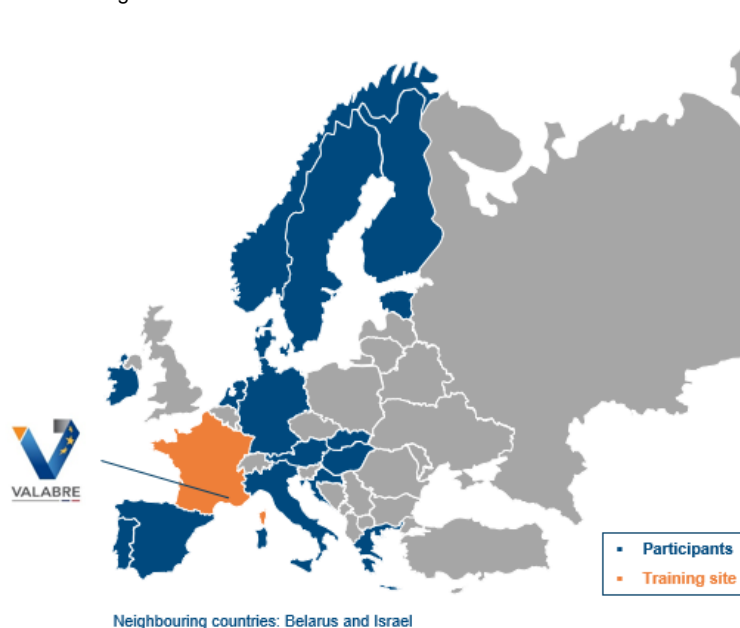 VALABRE
Participants
Training site
Neighbouring countries: Belarus and Israel